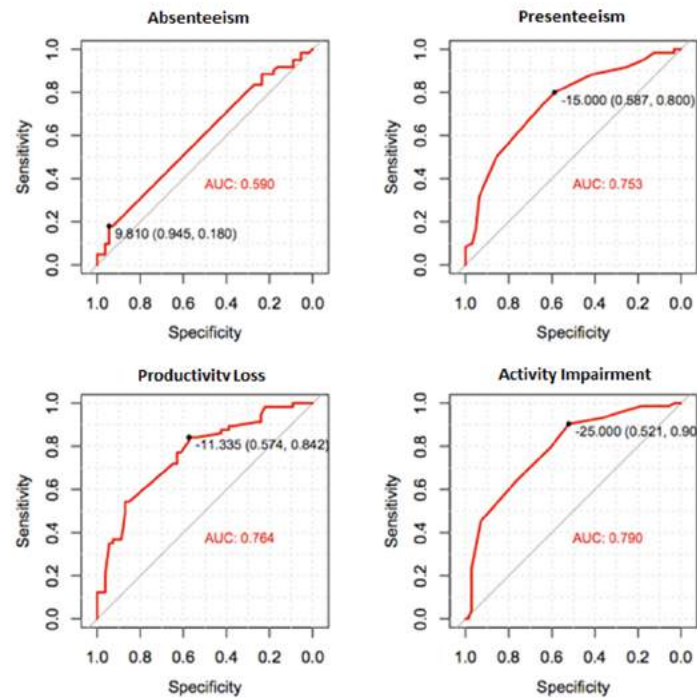 Absenteeism
Sensitivity
1.0
0.8
0.6
0.4
0.2
0.0
AUC: 0.590
9.810 (0.945, 0.180)
1.0 0.8 0.6 0.4 0.2 0.0
Specificity
Presenteeism
Sensitivity
1.0
0.8
0.6
0.4
0.2
0.0
-15.000 (0.587, 0.800)
AUC: 0.753
1.0 0.8 0.6 0.4 0.2 0.0
Specificity
Productivity Loss
Sensitivity
1.0
0.8
0.6
0.4
0.2
0.0
-11.335 (0.574, 0.842)
AUC: 0.764
1.0 0.8 0.6 0.4 0.2 0.0
Specificity
Activity Impairment
Sensitivity
1.0
0.8
0.6
0.4
0.2
0.0
-25.000 (0.521, 0.90
AUC: 0.790
1.0 0.8 0.6 0.4 0.2 0.0
Specificity